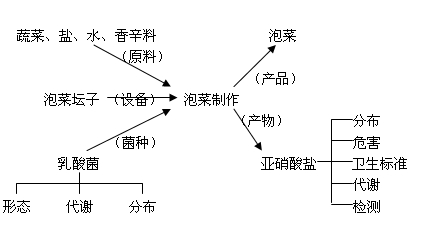 蔬菜、盐、水、香辛料
泡菜
（原料）
（产品）
泡菜坛子
（设备）
泡菜制作
（产物）
分布
（菌种）
危害
乳酸菌
亚硝酸盐
卫生标准
代谢
形态
代谢
分布
检测